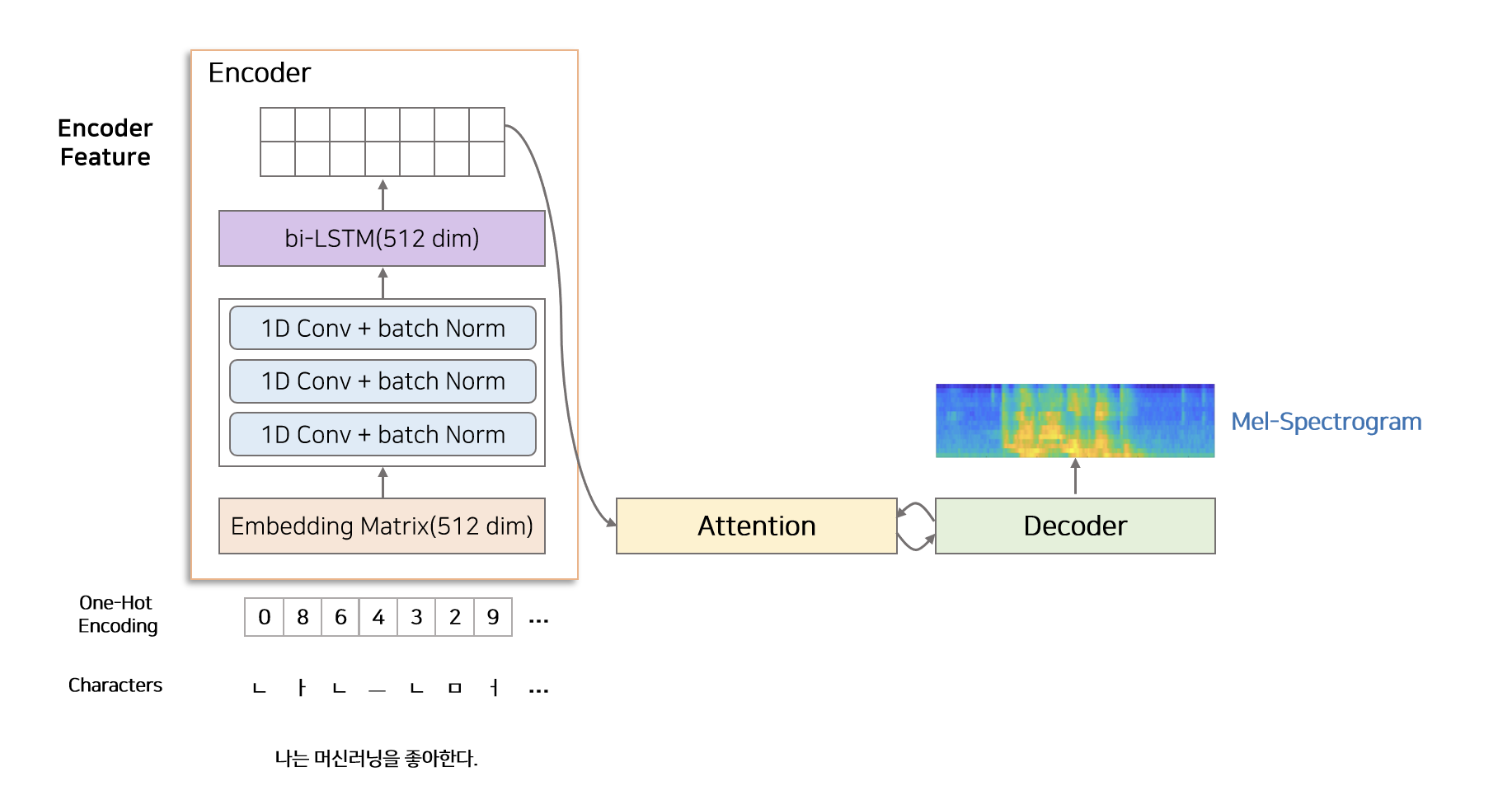 Encoder
Encoder
Feature
bi-LSTM(512 dim)
1D Conv + batch Norm
1D Conv + batch Norm
1D Conv + batch Norm
Mel-Spectrogram
Embedding Matrix(512 dim)
Attention
Decoder
One-Hot
Encoding
0 8 6 4 3 2 9 ...
Characters
ㄴ ㅏ ㄴ ㅡ ㄴ ㅁ ㅓ ...
나는 머신러닝을 좋아한다.